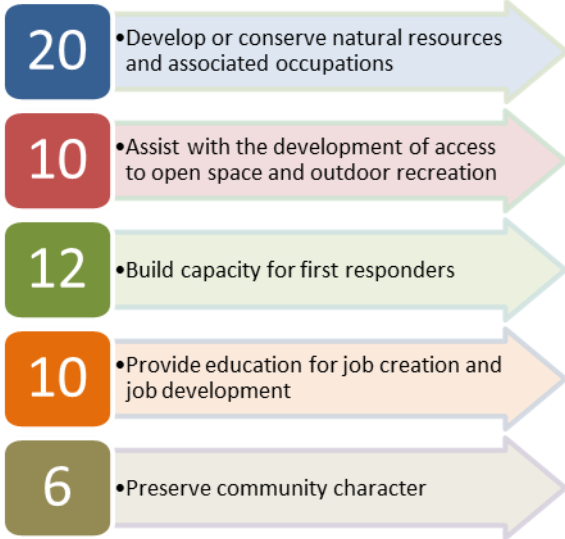 20
•Develop or conserve natural resources
and associated occupations
10
•Assist with the development of access
to open space and outdoor recreation
12
•Build capacity for first responders
10
•Provide education for job creation and
job development
6
•Preserve community character